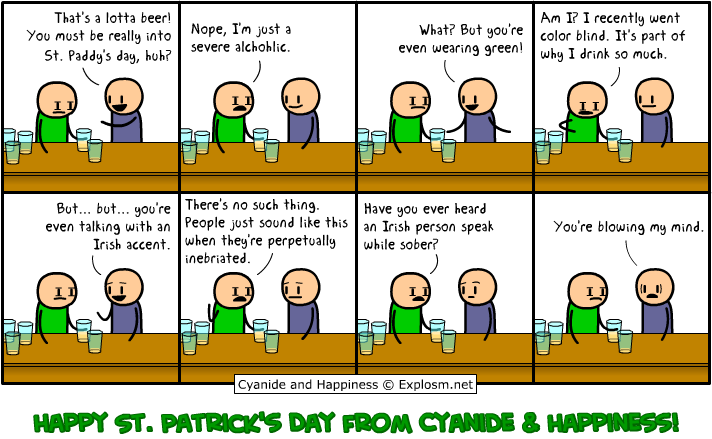 That's a lotta beer!
You must be really into
St. Paddy's day, huh?
Nope, I'm just a
severe alchohlic.
What? But you're
even wearing green!
Am I? I recently went
color blind. It's part of
why I drink so much.
But... but... you're
even talking with an
Irish accent.
There's no such thing.
People just sound like this
when they're perpetually
inebriated.
Have you ever heard
an Irish person speak
while sober?
You're blowing my mind.
Cyanide and Happiness © Explosm.net
HAPPY ST. PATRICK'S DAY FROM CYANIDE & HAPPINESS!